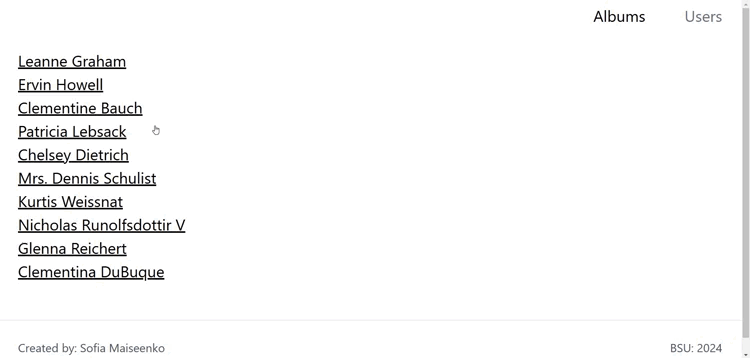 Albums Users
Leanne Graham
Ervin Howell
Clementine Bauch
Patricia Lebsack
Chelsey Dietrich
Mrs. Dennis Schulist
Kurtis Weissnat
Nicholas Runolfsdottir V
Glenna Reichert
Clementina DuBuque
Created by: Sofia Maiseenko BSU: 2024